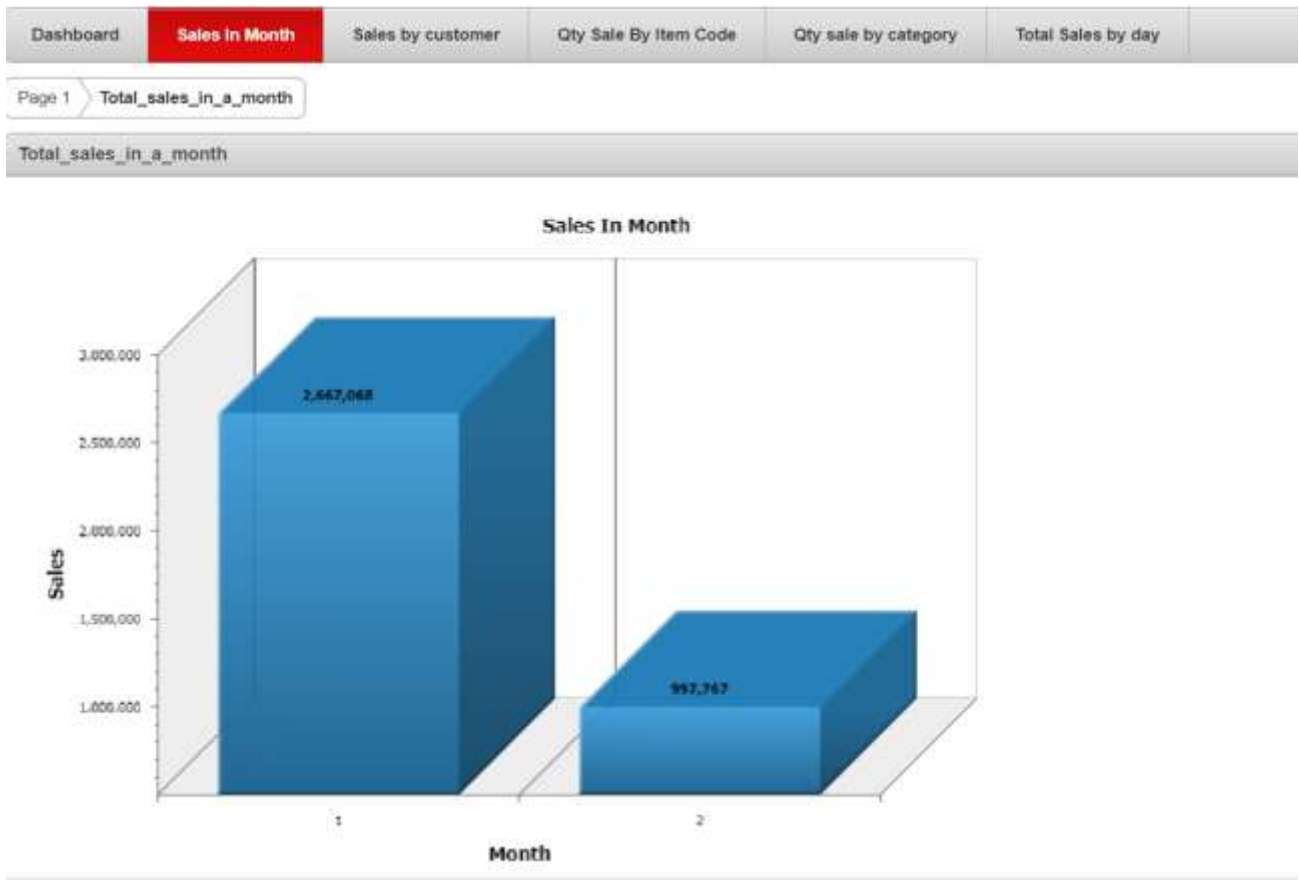 Dashboard Sales In Month Sales by customer Qty Sale By Item Code Qty sale by category Total Sales by day
Page 1 Total_sales_in_a_month
Total_sales_in_a_month
Sales In Month
3,000,000
2,667,068
2,500,000
2,000,000
Sales
1,500,000
997,767
1,000,000
1 2
Month